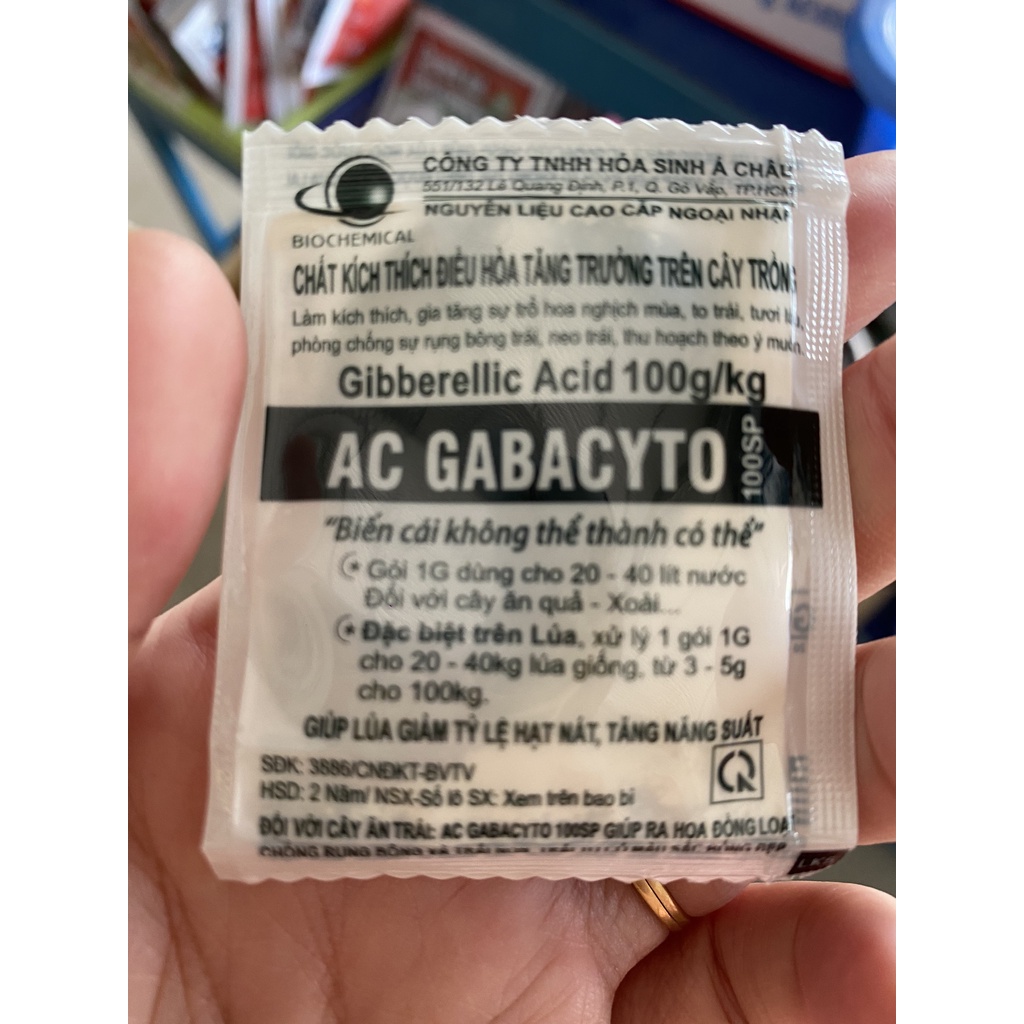 CÔNG TY TNHH HÓA SINH Á CHÂU
551/132 Lê Quang Định, P.1, Q. Gò Vấp, TP.HCM
NGUYÊN LIỆU CAO CẤP NGOẠI NHẬP
BIOCHEMICAL
CHẤT KÍCH THÍCH ĐIỀU HÒA TĂNG TRƯỞNG TRÊN CÂY TRỒNG
Làm kích thích, gia tăng sự trổ hoa nghịch mùa, to trái, tươi
phòng chống sự rụng bông trái, neo trái, thu hoạch theo ý muốn
Gibberellic Acid 100g/kg
AC GABACYTO 100SP
"Biến cái không thể thành có thể"
Gói 1G dùng cho 20 - 40 lít nước
Đối với cây ăn quả - Xoài...
Đặc biệt trên Lúa, xử lý 1 gói 1G
cho 20 - 40kg lúa giống, từ 3 - 5g
cho 100kg.
GIÚP LÚA GIẢM TỶ LỆ HẠT NÁT, TĂNG NĂNG SUẤT
SĐK: 3886/CNĐKT-BVTV
HSD: 2 Năm/ NSX-Số lô SX: Xem trên bao bì
ĐỐI VỚI CÂY ĂN TRÁI: AC GABACYTO 100SP GIÚP RA HOA ĐỒNG LOẠT